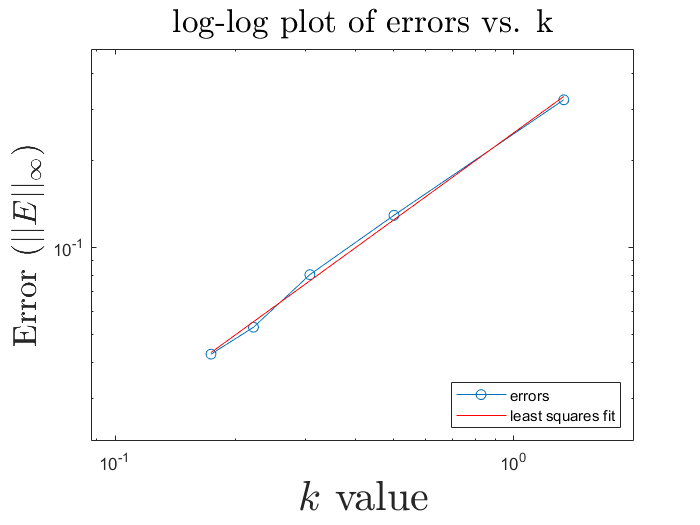 log-log plot of errors vs. k
Error (||E||∞)
10^-1
errors
least squares fit
10^-1
10^0
k value